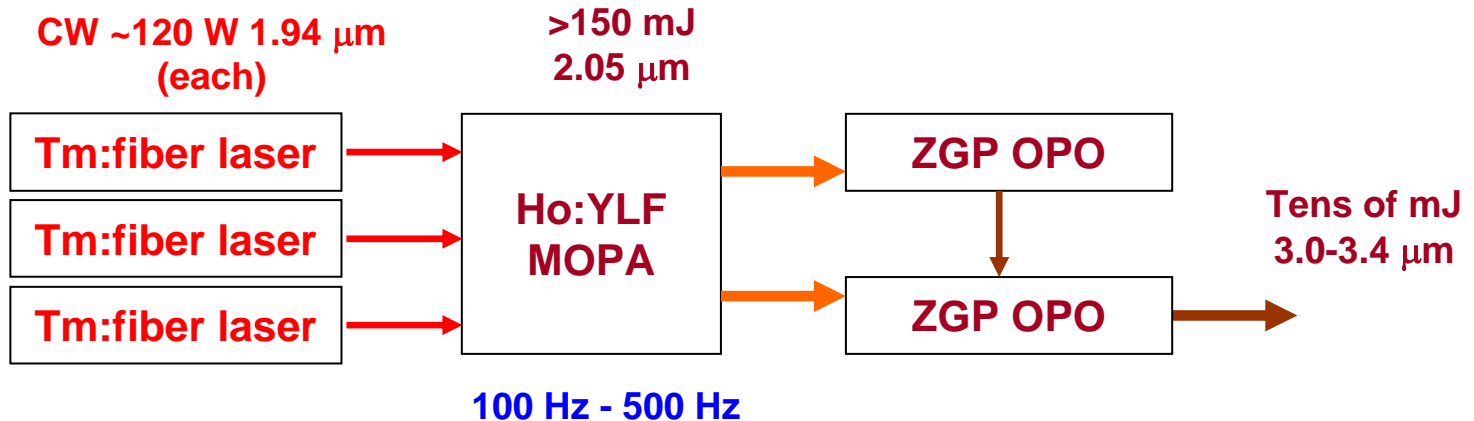 CW ~120 W 1.94 μm
(each)
>150 mJ
2.05 μm
Tm:fiber laser
Tm:fiber laser
Tm:fiber laser
Ho:YLF
MOPA
100 Hz - 500 Hz
ZGP OPO
ZGP OPO
Tens of mJ
3.0-3.4 μm